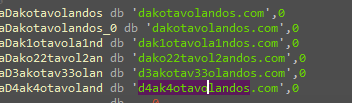 aDakotavolandos db 'dakotavolandos.com',0
aDakotavolandos_0 db 'dakotavolandos.com',0
aDak1otavola1nd db 'dak1otavola1ndos.com',0
aDako22tavol2an db 'dako22tavol2andos.com',0
aD3akotav33olan db 'd3akotav33olandos.com',0
aD4ak4otavoland db 'd4ak4otavolandos.com',0
db